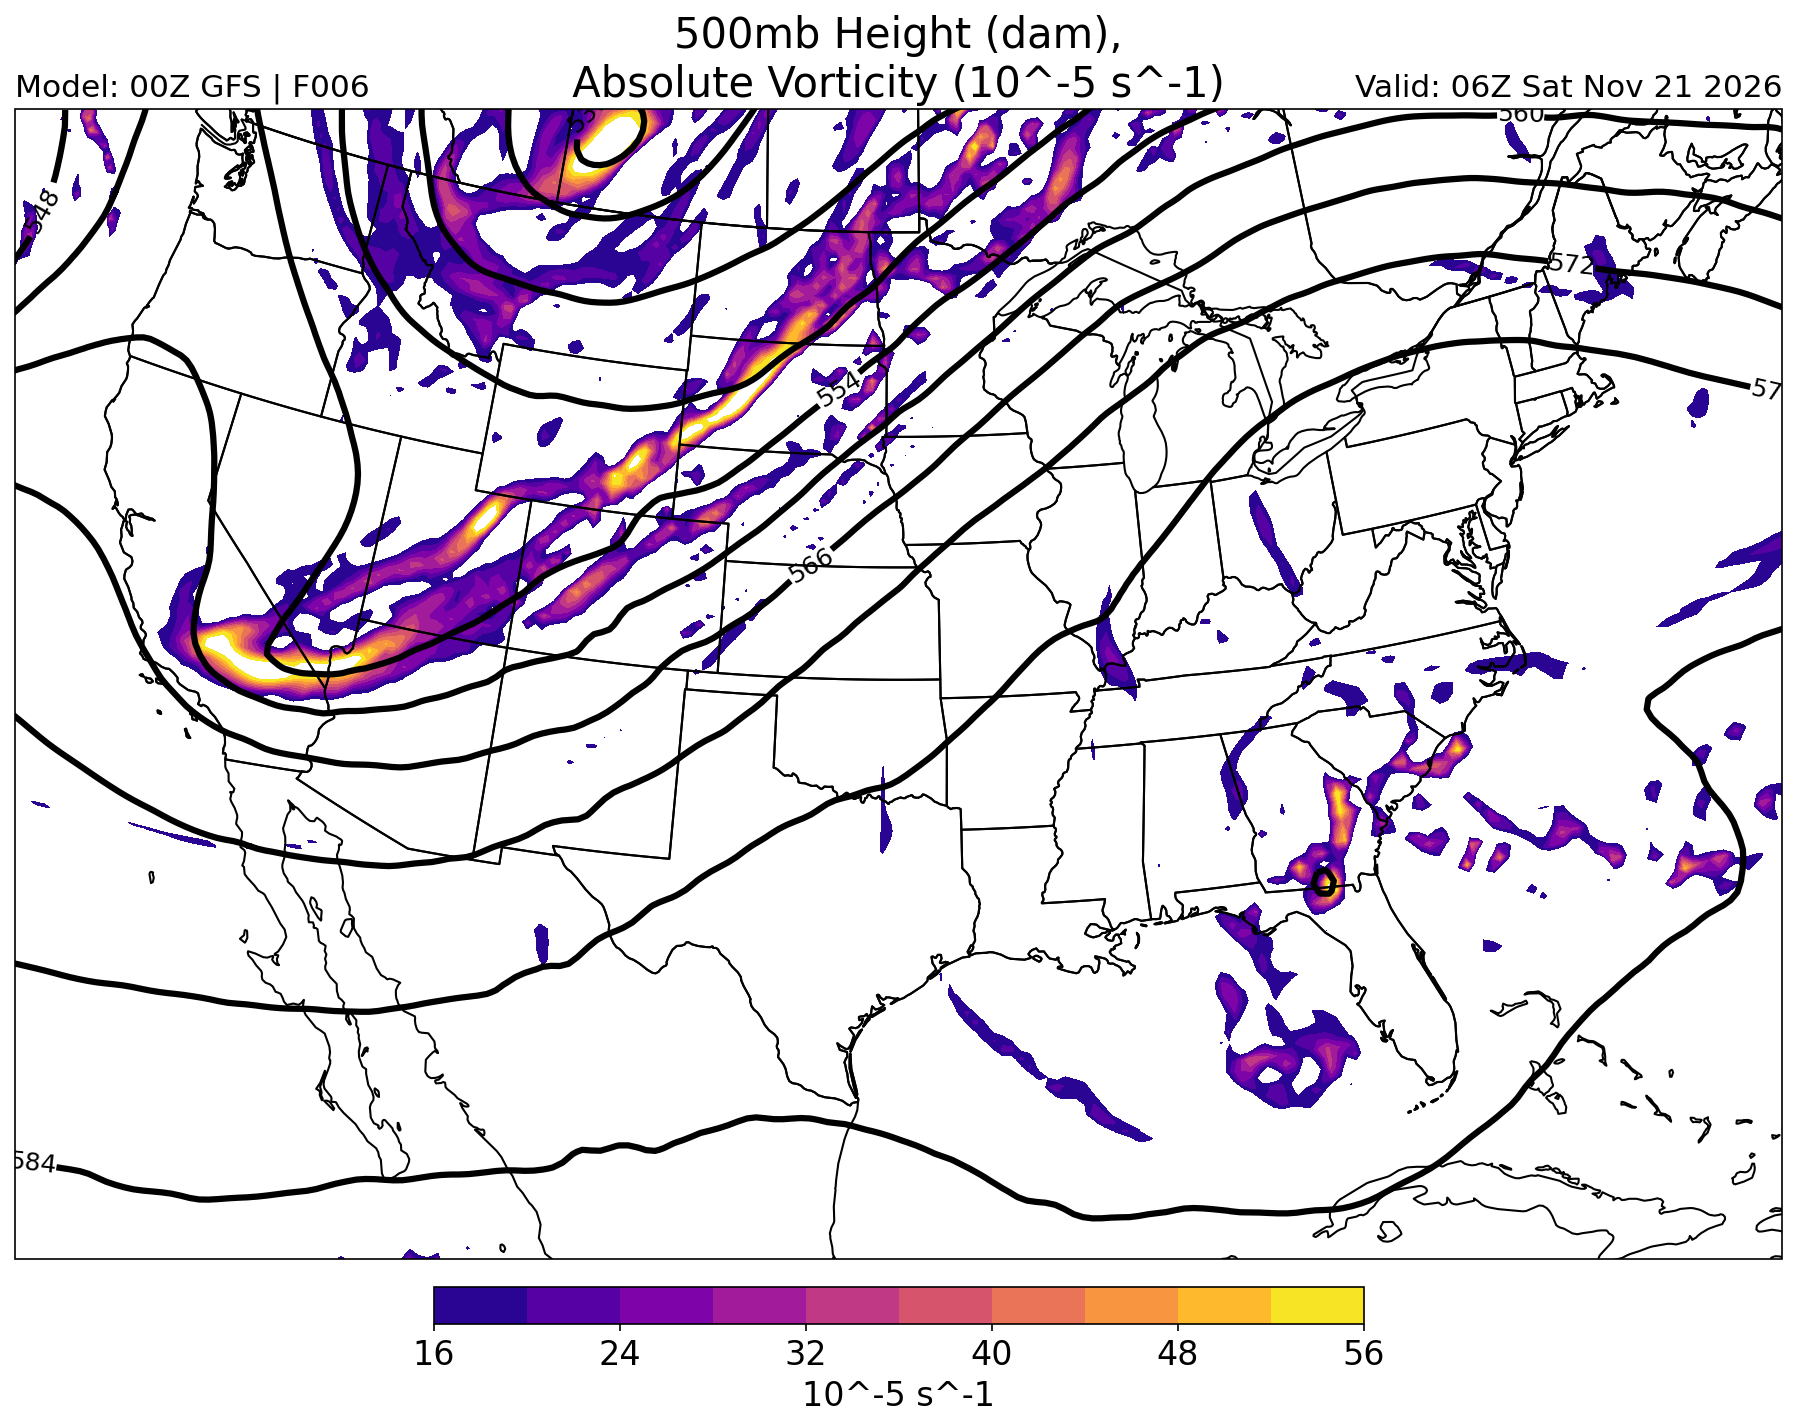 500mb Height (dam),
Model: 00Z GFS | F006
Absolute Vorticity (10^-5 s^-1)
Valid: 06Z Sat Nov 21 2026
560
548
572
554
566
584
16 24 32 40 48 56
10^-5 s^-1